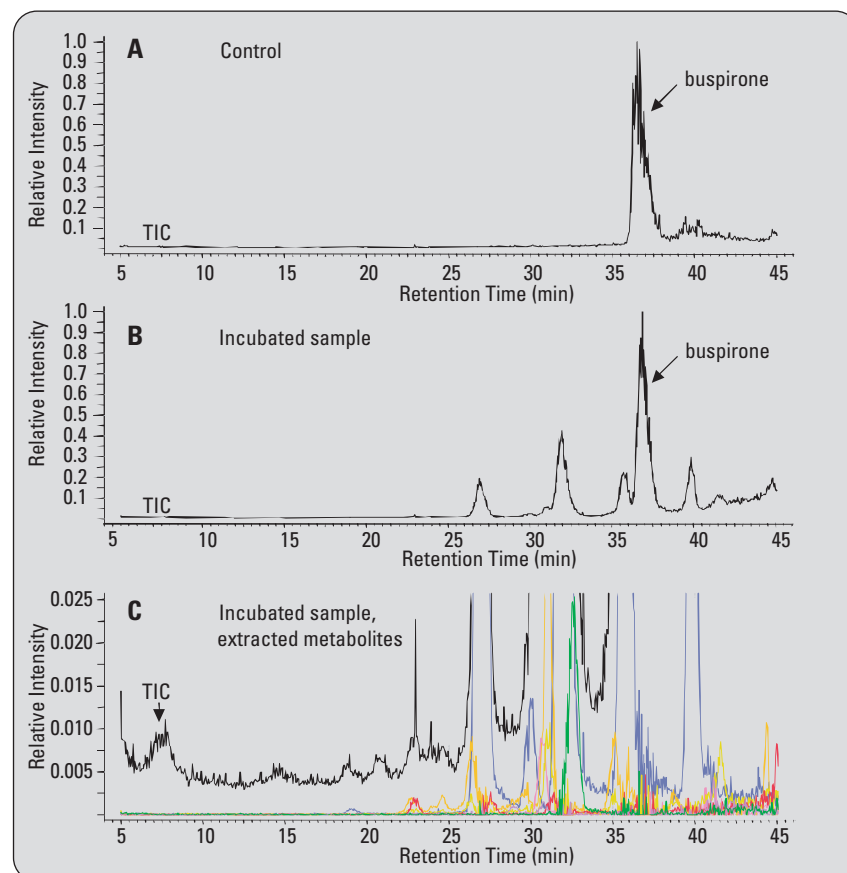 A
Control
buspirone
Relative Intensity
1.0
0.9
0.8
0.7
0.6
0.5
0.4
0.3
0.2
0.1
TIC
5 10 15 20 25 30 35 40 45
Retention Time (min)
B
Incubated sample
buspirone
Relative Intensity
1.0
0.9
0.8
0.7
0.6
0.5
0.4
0.3
0.2
0.1
TIC
5 10 15 20 25 30 35 40 45
Retention Time (min)
C
Incubated sample,
extracted metabolites
Relative Intensity
0.025
0.020
0.015
0.010
0.005
TIC
5 10 15 20 25 30 35 40 45
Retention Time (min)